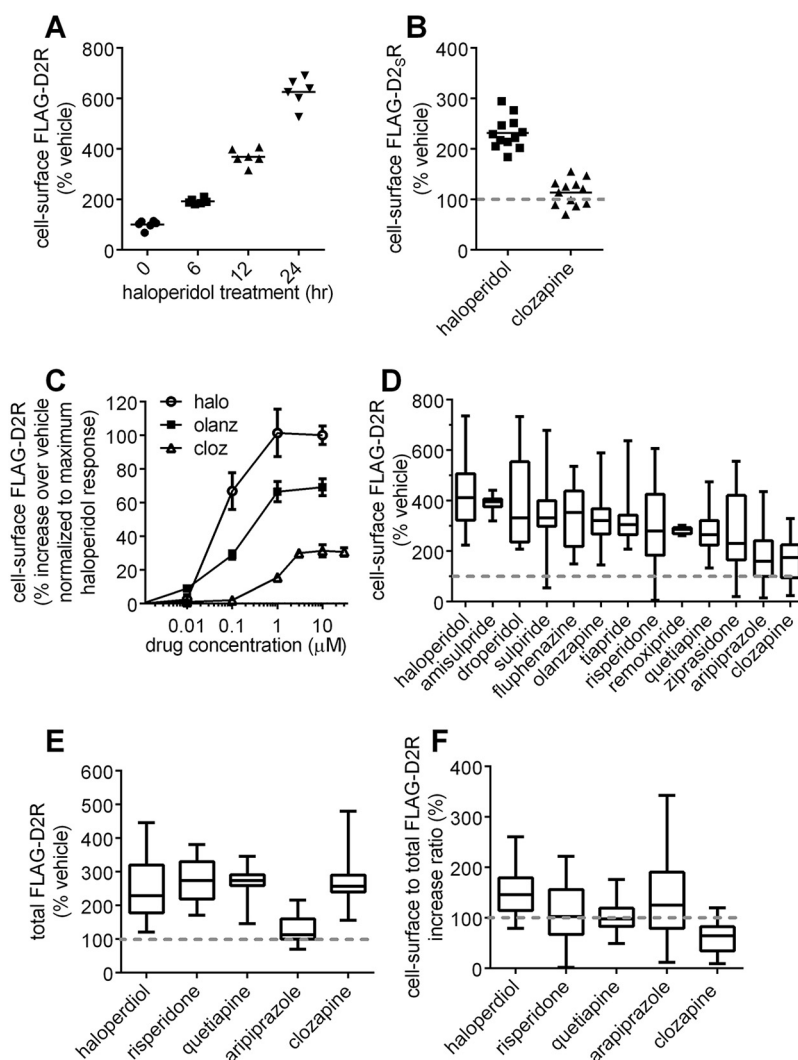 A
cell-surface FLAG-D2R
(% vehicle)
800
600
400
200
0
0
6
12
24
haloperidol treatment (hr)
B
cell-surface FLAG-D2SR
(% vehicle)
400
300
200
100
0
haloperidol
clozapine
C
cell-surface FLAG-D2R
(% increase over vehicle
normalized to maximum
haloperidol response)
120
100
80
60
40
20
0
halo
olanz
cloz
0.01
0.1
1
10
drug concentration (μM)
D
cell-surface FLAG-D2R
(% vehicle)
800
600
400
200
0
haloperidol
amisulpride
droperidol
sulpiride
fluphenazine
olanzapine
tiapride
risperidone
remoxipride
quetiapine
ziprasidone
aripiprazole
clozapine
E
total FLAG-D2R
(% vehicle)
600
500
400
300
200
100
0
haloperdiol
risperidone
quetiapine
aripiprazole
clozapine
F
cell-surface to total FLAG-D2R
increase ratio (%)
400
300
200
100
0
haloperidol
risperidone
quetiapine
arapiprazole
clozapine